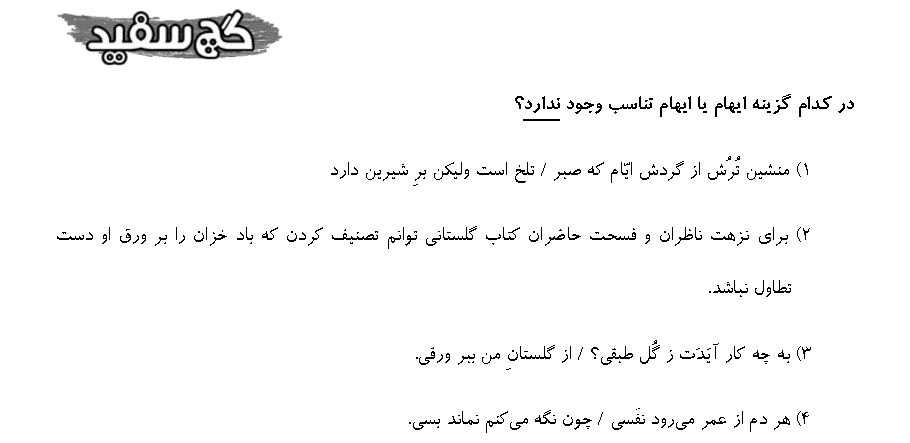 گچ سفید
در کدام گزینه ایهام یا ایهام تناسب وجود ندارد؟
۱) منشین تُرُش از گردش ایّام که صبر / تلخ است ولیکن برِ شیرین دارد
۲) برای نزهت ناظران و فسحت حاضران کتاب گلستانی توانم تصنیف کردن که باد خزان را بر ورق او دست
تطاول نباشد.
۳) به چه کار آیَدَت ز گُل طبقی؟ / از گلستانِ من ببر ورقی.
۴) هر دم از عمر می‌رود نفَسی / چون نگه می‌کنم نماند بسی.